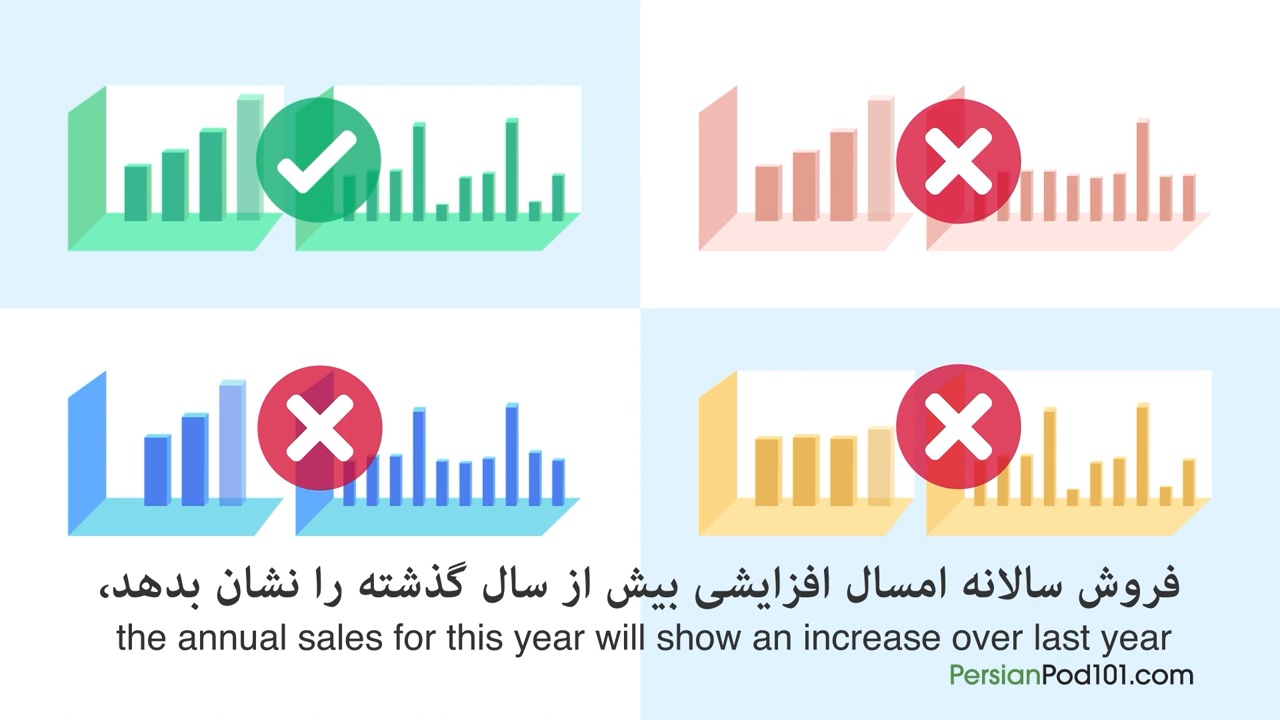 فروش سالانه امسال افزایشی بیش از سال گذشته را نشان بدهد،
the annual sales for this year will show an increase over last year
PersianPod101.com